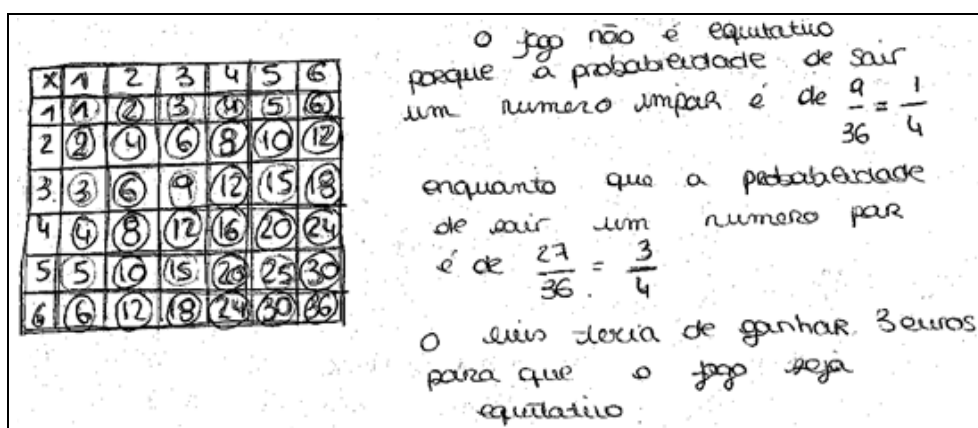 x 1 2 3 4 5 6
1 1 2 3 4 5 6
2 2 4 6 8 10 12
3. 3 6 9 12 15 18
4 4 8 12 16 20 24
5 5 10 15 20 25 30
6 6 12 18 24 30 36
O jogo não é equitativo
porque a probabilidade de sair
um numero impar é de 9/36 = 1/4
enquanto que a probabilidade
de sair um numero par
é de 27/36 = 3/4
O Luis teria de ganhar 3 euros
para que o jogo seja
equitativo.